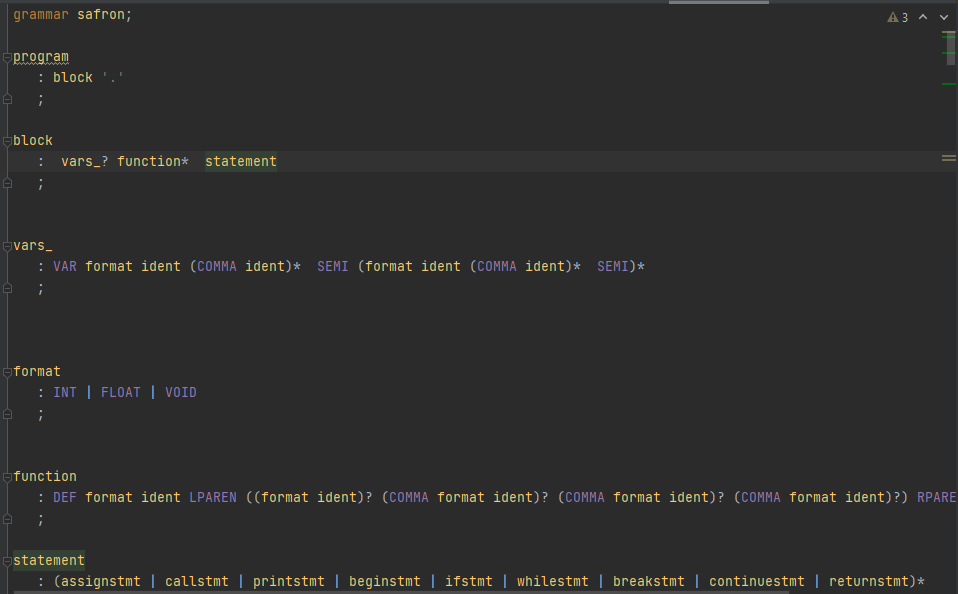 grammar safron;
3
program
: block '.'
;
block
: vars_? function* statement
;
vars_
: VAR format ident (COMMA ident)* SEMI (format ident (COMMA ident)* SEMI)*
;
format
: INT | FLOAT | VOID
;
function
: DEF format ident LPAREN ((format ident)? (COMMA format ident)? (COMMA format ident)? (COMMA format ident)?) RPARE
;
statement
: (assignstmt | callstmt | printstmt | beginstmt | ifstmt | whilestmt | breakstmt | continuestmt | returnstmt)*